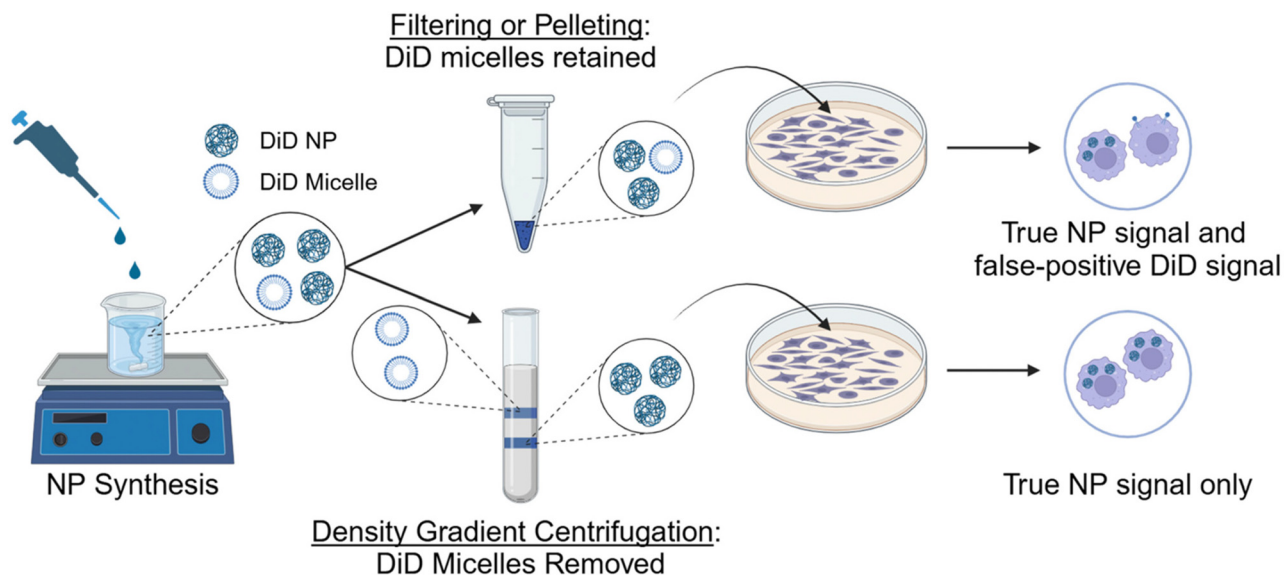 Filtering or Pelleting:
DiD micelles retained
DiD NP
DiD Micelle
True NP signal and
false-positive DiD signal
NP Synthesis
True NP signal only
Density Gradient Centrifugation:
DiD Micelles Removed